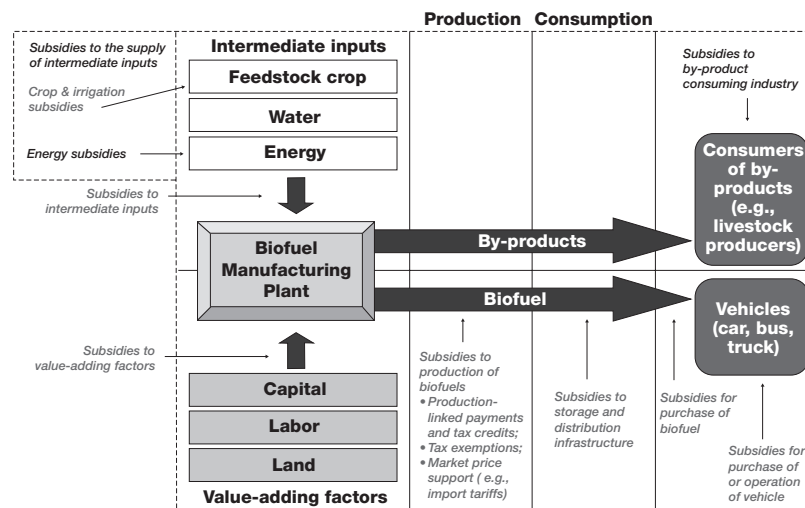 Production
Consumption
Subsidies to the supply
of intermediate inputs
Crop & irrigation
subsidies
Energy subsidies
Intermediate inputs
Feedstock crop
Water
Energy
Subsidies to
intermediate inputs
Subsidies to
by-product
consuming industry
Consumers
of by-
products
(e.g.,
livestock
producers)
Biofuel
Manufacturing
Plant
By-products
Biofuel
Vehicles
(car, bus,
truck)
Subsidies to
value-adding factors
Capital
Labor
Land
Value-adding factors
Subsidies to
production of
biofuels
• Production-
linked payments
and tax credits;
• Tax exemptions;
• Market price
support ( e.g.,
import tariffs)
Subsidies to
storage and
distribution
infrastructure
Subsidies for
purchase of
biofuel
Subsidies for
purchase of
or operation
of vehicle